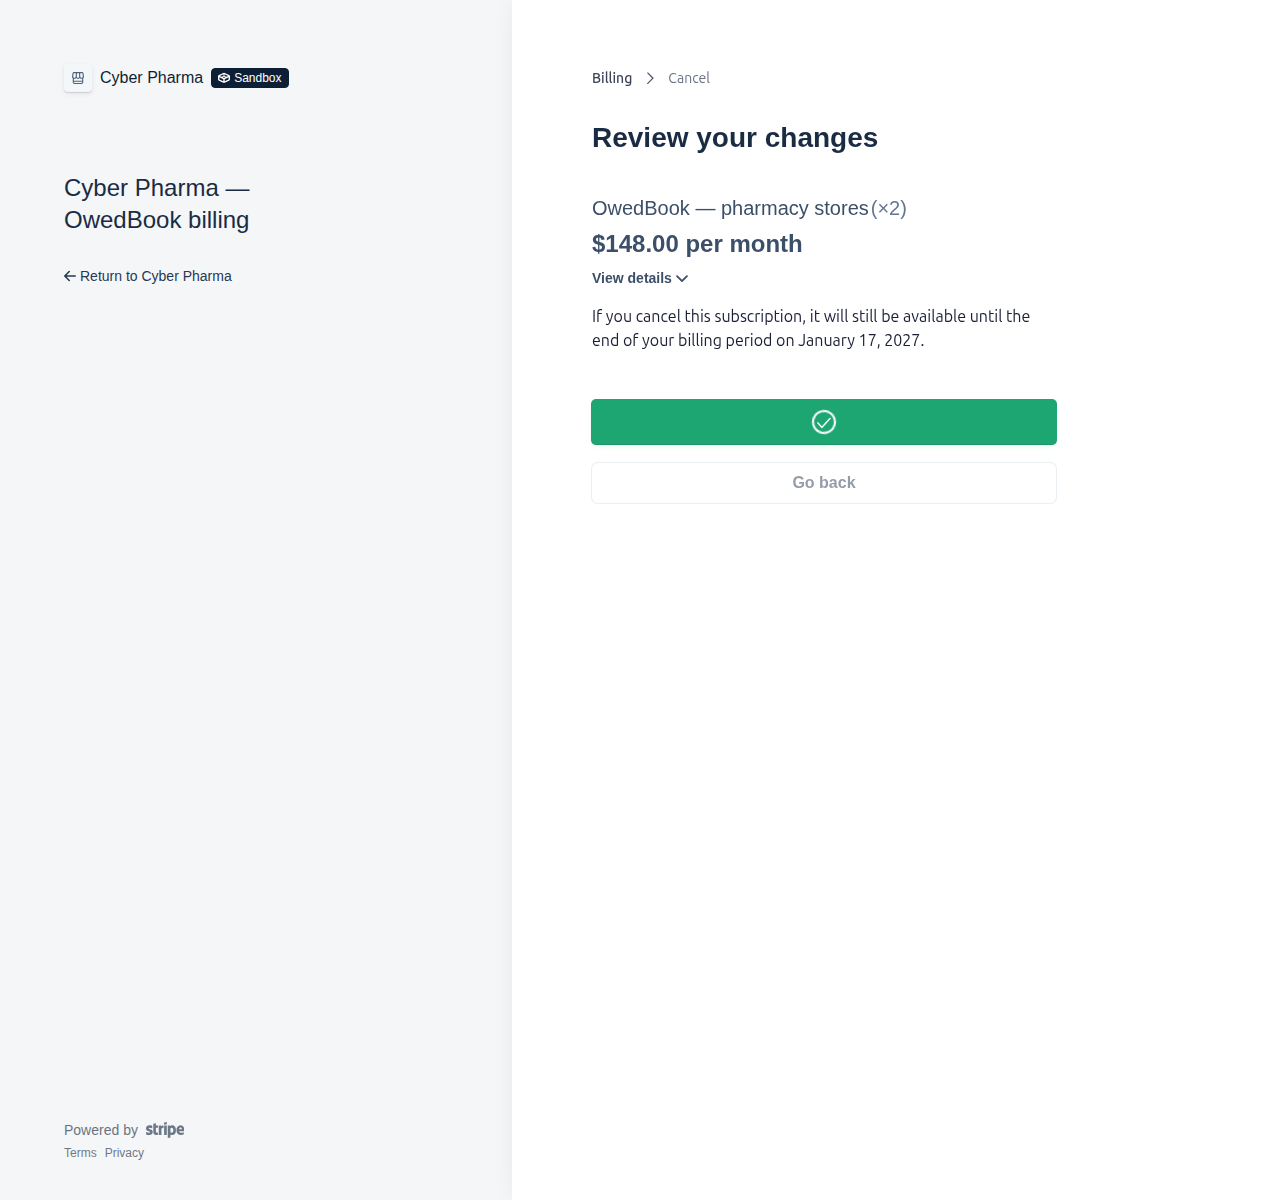 Cyber Pharma Sandbox
Cyber Pharma —
OwedBook billing
Return to Cyber Pharma
Powered by stripe
Terms Privacy
Billing Cancel
Review your changes
OwedBook — pharmacy stores (×2)
$148.00 per month
View details
If you cancel this subscription, it will still be available until the
end of your billing period on January 17, 2027.
Go back